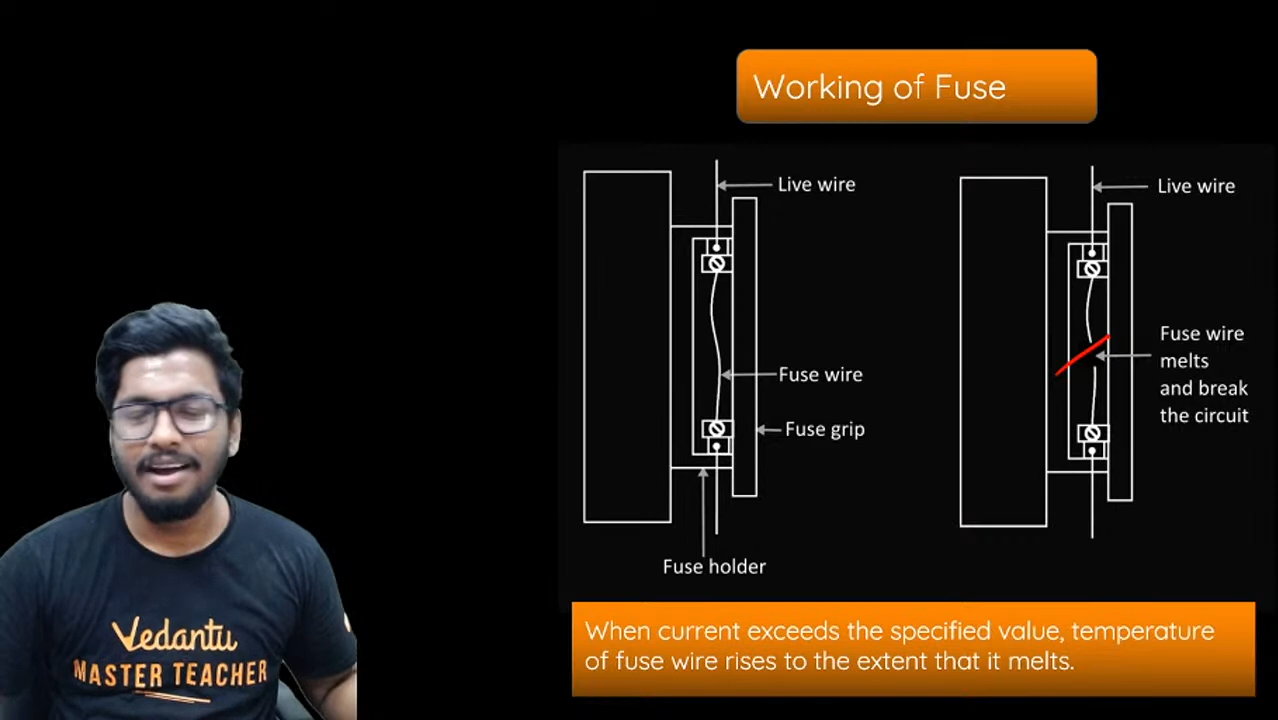 Working of Fuse
Live wire
Fuse wire
Fuse grip
Fuse holder
Live wire
Fuse wire
melts
and break
the circuit
When current exceeds the specified value, temperature
of fuse wire rises to the extent that it melts.
Vedantu
MASTER TEACHER